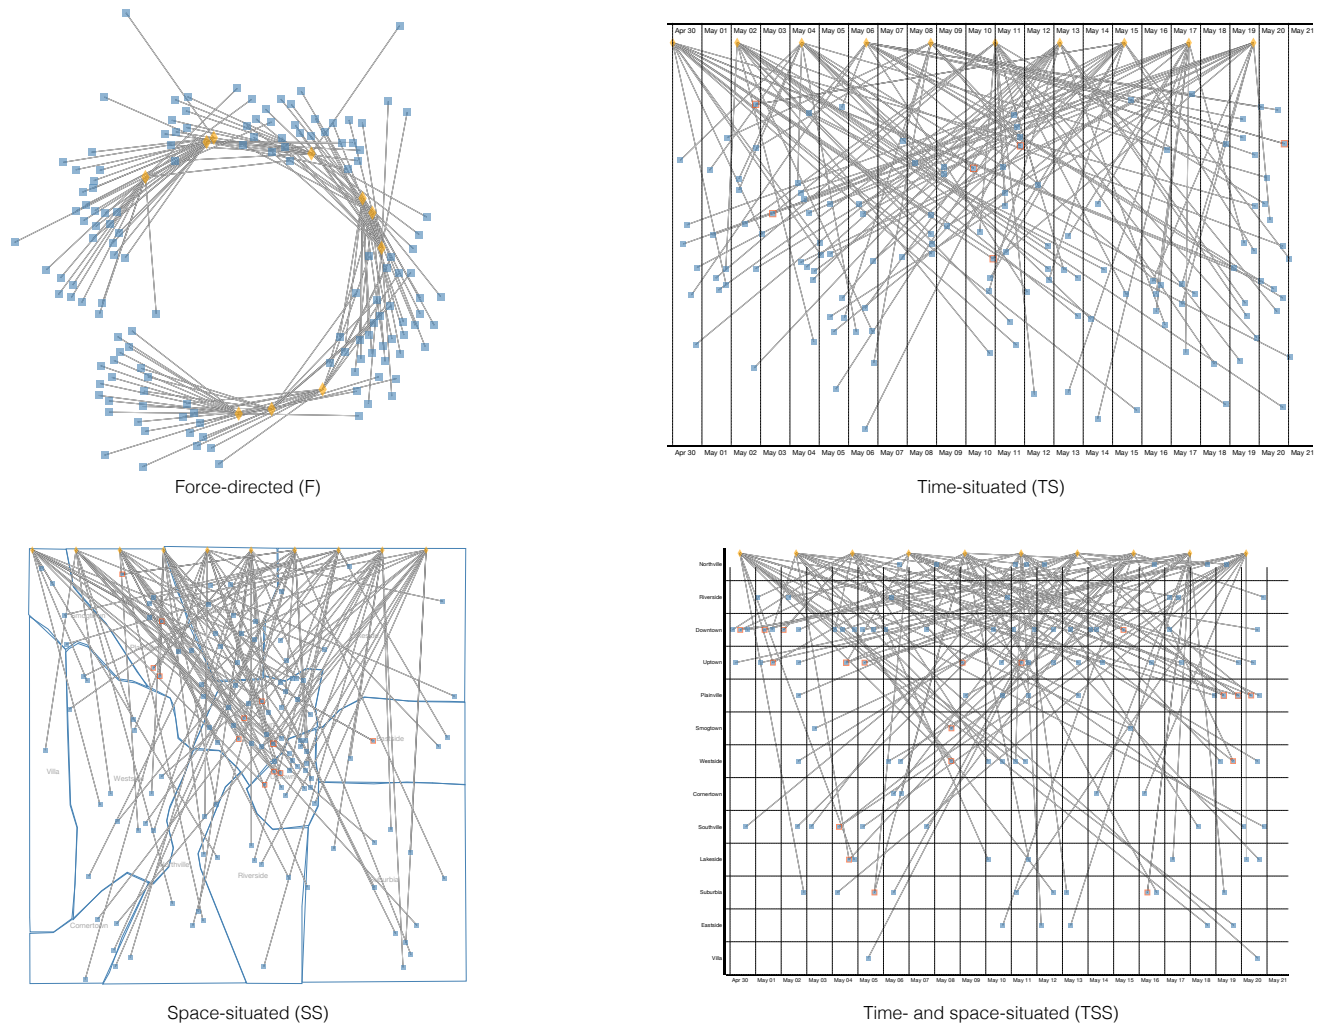 Apr 30 May 01 May 02 May 03 May 04 May 05 May 06 May 07 May 08 May 09 May 10 May 11 May 12 May 13 May 14 May 15 May 16 May 17 May 18 May 19 May 20 May 21
Apr 30 May 01 May 02 May 03 May 04 May 05 May 06 May 07 May 08 May 09 May 10 May 11 May 12 May 13 May 14 May 15 May 16 May 17 May 18 May 19 May 20 May 21
Force-directed (F)
Time-situated (TS)
Eastside
Villa
Westside
Riverside
Suburbia
Cornertown
Space-situated (SS)
Northville
Riverside
Downtown
Uptown
Plainville
Smogtown
Westside
Cornertown
Southville
Lakeside
Suburbia
Eastside
Villa
Apr 30 May 01 May 02 May 03 May 04 May 05 May 06 May 07 May 08 May 09 May 10 May 11 May 12 May 13 May 14 May 15 May 16 May 17 May 18 May 19 May 20 May 21
Time- and space-situated (TSS)